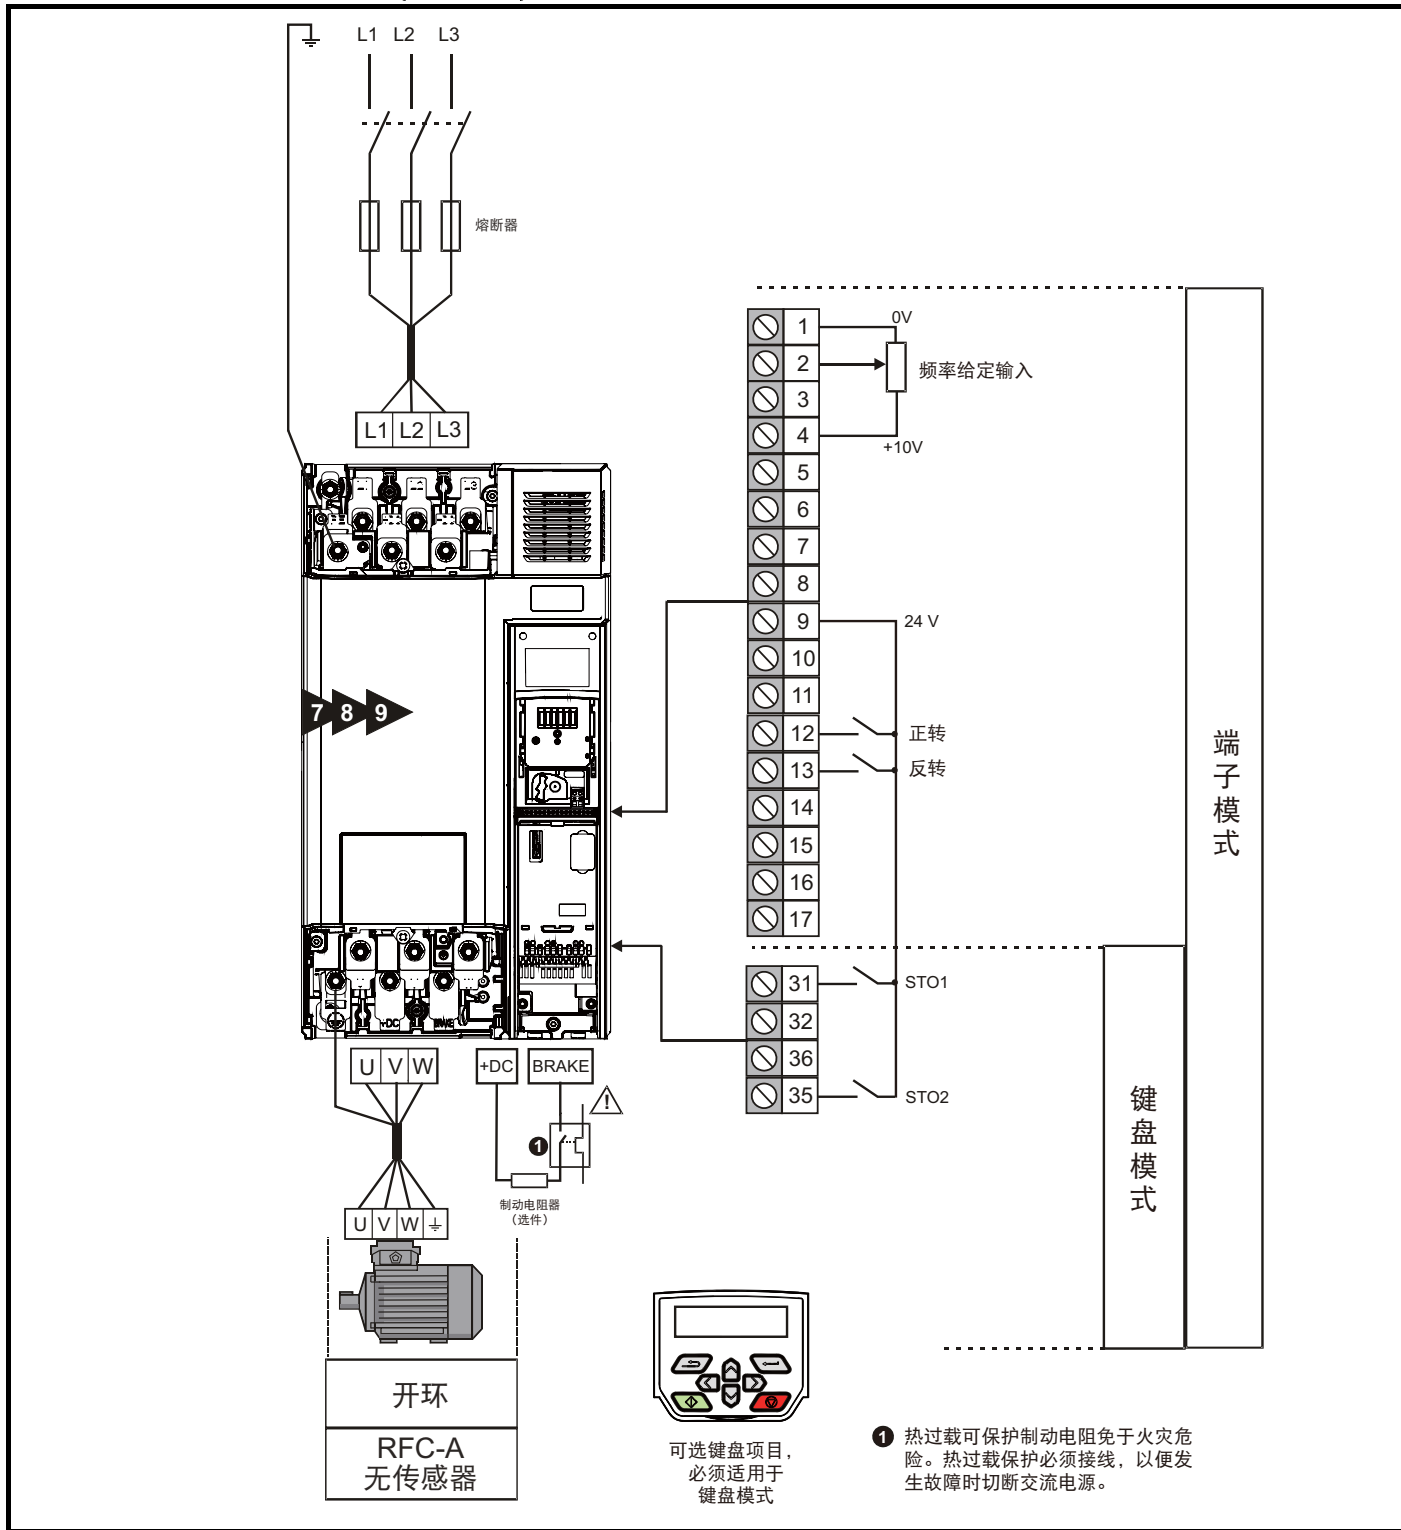 L1 L2 L3
熔断器
L1 L2 L3
7 8 9
+DC BRAKE
U V W
+DC
BRAKE
1
制动电阻器
（选件）
U V W
开环
RFC-A
无传感器
1
0V
2
频率给定输入
3
4
+10V
5
6
7
8
9
24 V
10
11
12
正转
13
反转
14
15
16
17
31
STO1
32
36
35
STO2
端子模式
键盘模式
可选键盘项目，
必须适用于
键盘模式
1 热过载可保护制动电阻免于火灾危
险。热过载保护必须接线，以便发
生故障时切断交流电源。